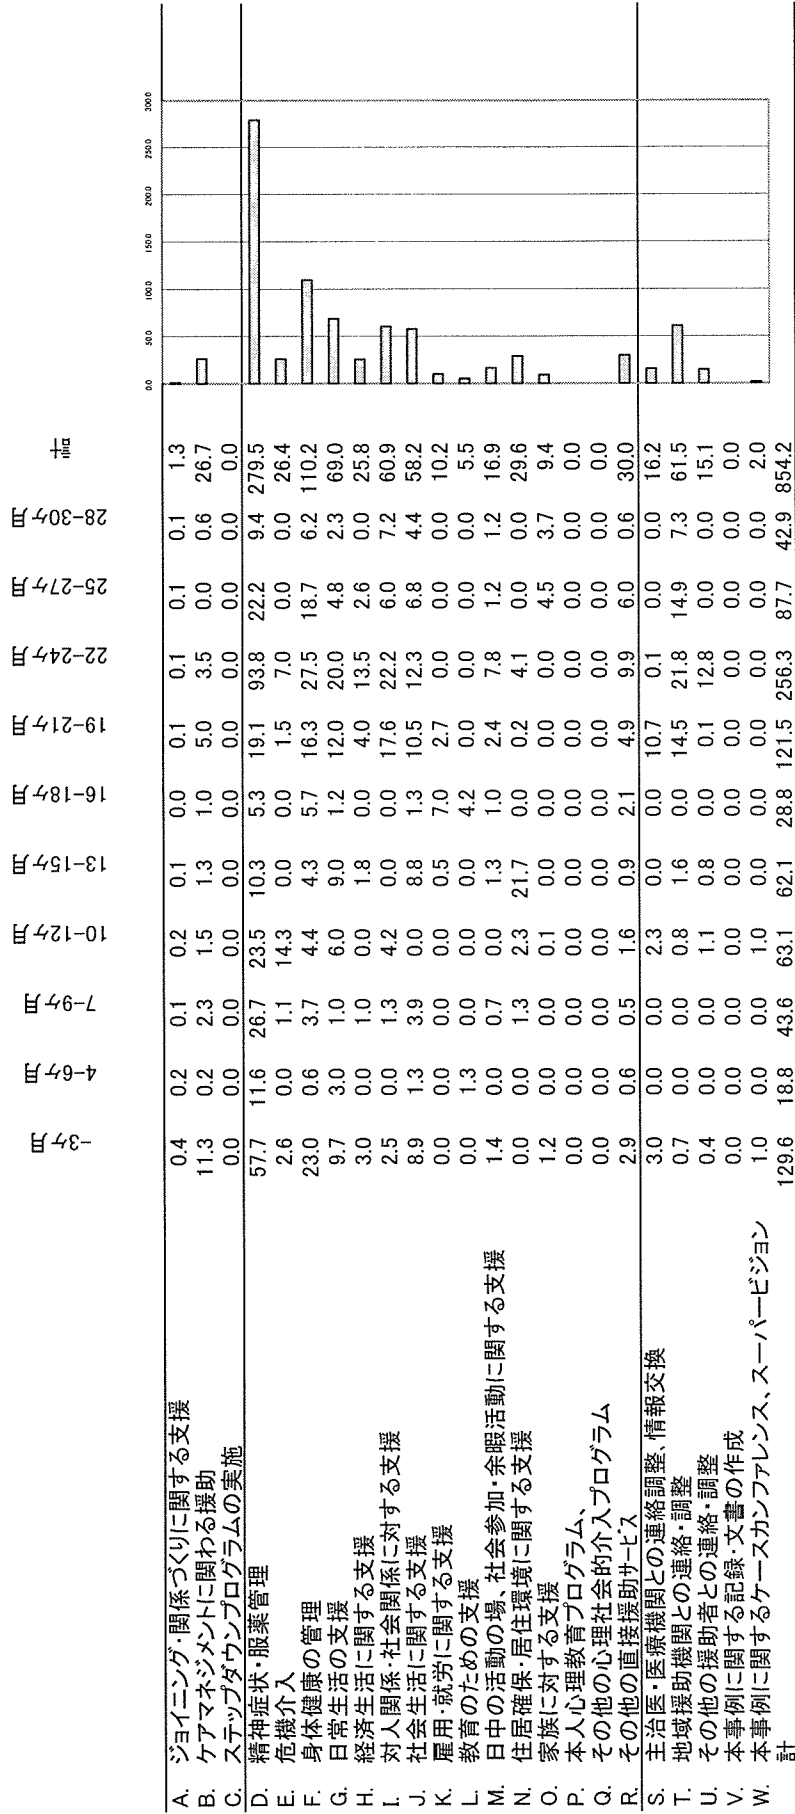 -3ヶ月 4-6ヶ月 7-9ヶ月 10-12ヶ月 13-15ヶ月 16-18ヶ月 19-21ヶ月 22-24ヶ月 25-27ヶ月 28-30ヶ月 計
0.0 50.0 100.0 150.0 200.0 250.0 300.0
A. ジョイニング・関係づくりに関する支援 0.4 0.2 0.1 0.2 0.1 0.0 0.1 0.1 0.1 0.1 1.3
B. ケアマネジメントに関わる援助 11.3 0.2 2.3 1.5 1.3 1.0 5.0 3.5 0.0 0.6 26.7
C. ステップダウンプログラムの実施 0.0 0.0 0.0 0.0 0.0 0.0 0.0 0.0 0.0 0.0 0.0
D. 精神症状・服薬管理 57.7 11.6 26.7 23.5 10.3 5.3 19.1 93.8 22.2 9.4 279.5
E. 危機介入 2.6 0.0 1.1 14.3 0.0 0.0 1.5 7.0 0.0 0.0 26.4
F. 身体健康の管理 23.0 0.6 3.7 4.4 4.3 5.7 16.3 27.5 18.7 6.2 110.2
G. 日常生活の支援 9.7 3.0 1.0 6.0 9.0 1.2 12.0 20.0 4.8 2.3 69.0
H. 経済生活に関する支援 3.0 0.0 1.0 0.0 1.8 0.0 4.0 13.5 2.6 0.0 25.8
I. 対人関係・社会関係に対する支援 2.5 0.0 1.3 4.2 0.0 0.0 17.6 22.2 6.0 7.2 60.9
J. 社会生活に関する支援 8.9 1.3 3.9 0.0 8.8 1.3 10.5 12.3 6.8 4.4 58.2
K. 雇用・就労に関する支援 0.0 0.0 0.0 0.0 0.5 7.0 2.7 0.0 0.0 0.0 10.2
L. 教育のための支援 0.0 1.3 0.0 0.0 0.0 4.2 0.0 0.0 0.0 0.0 5.5
M. 日中の活動の場、社会参加・余暇活動に関する支援 1.4 0.0 0.7 0.0 1.3 1.0 2.4 7.8 1.2 1.2 16.9
N. 住居確保・居住環境に関する支援 0.0 0.0 1.3 2.3 21.7 0.0 0.2 4.1 0.0 0.0 29.6
O. 家族に対する支援 1.2 0.0 0.0 0.1 0.0 0.0 0.0 0.0 4.5 3.7 9.4
P. 本人心理教育プログラム、 0.0 0.0 0.0 0.0 0.0 0.0 0.0 0.0 0.0 0.0 0.0
Q. その他の心理社会的介入プログラム 0.0 0.0 0.0 0.0 0.0 0.0 0.0 0.0 0.0 0.0 0.0
R. その他の直接援助サービス 2.9 0.6 0.5 1.6 0.9 2.1 4.9 9.9 6.0 0.6 30.0
S. 主治医・医療機関との連絡調整、情報交換 3.0 0.0 0.0 2.3 0.0 0.0 10.7 0.1 0.0 0.0 16.2
T. 地域援助機関との連絡・調整 0.7 0.0 0.0 0.8 1.6 0.0 14.5 21.8 14.9 7.3 61.5
U. その他の援助者との連絡・調整 0.4 0.0 0.0 1.1 0.8 0.0 0.1 12.8 0.0 0.0 15.1
V. 本事例に関する記録・文書の作成 0.0 0.0 0.0 0.0 0.0 0.0 0.0 0.0 0.0 0.0 0.0
W. 本事例に関するケースカンファレンス、スーパービジョン 1.0 0.0 0.0 1.0 0.0 0.0 0.0 0.0 0.0 0.0 2.0
計 129.6 18.8 43.6 63.1 62.1 28.8 121.5 256.3 87.7 42.9 854.2